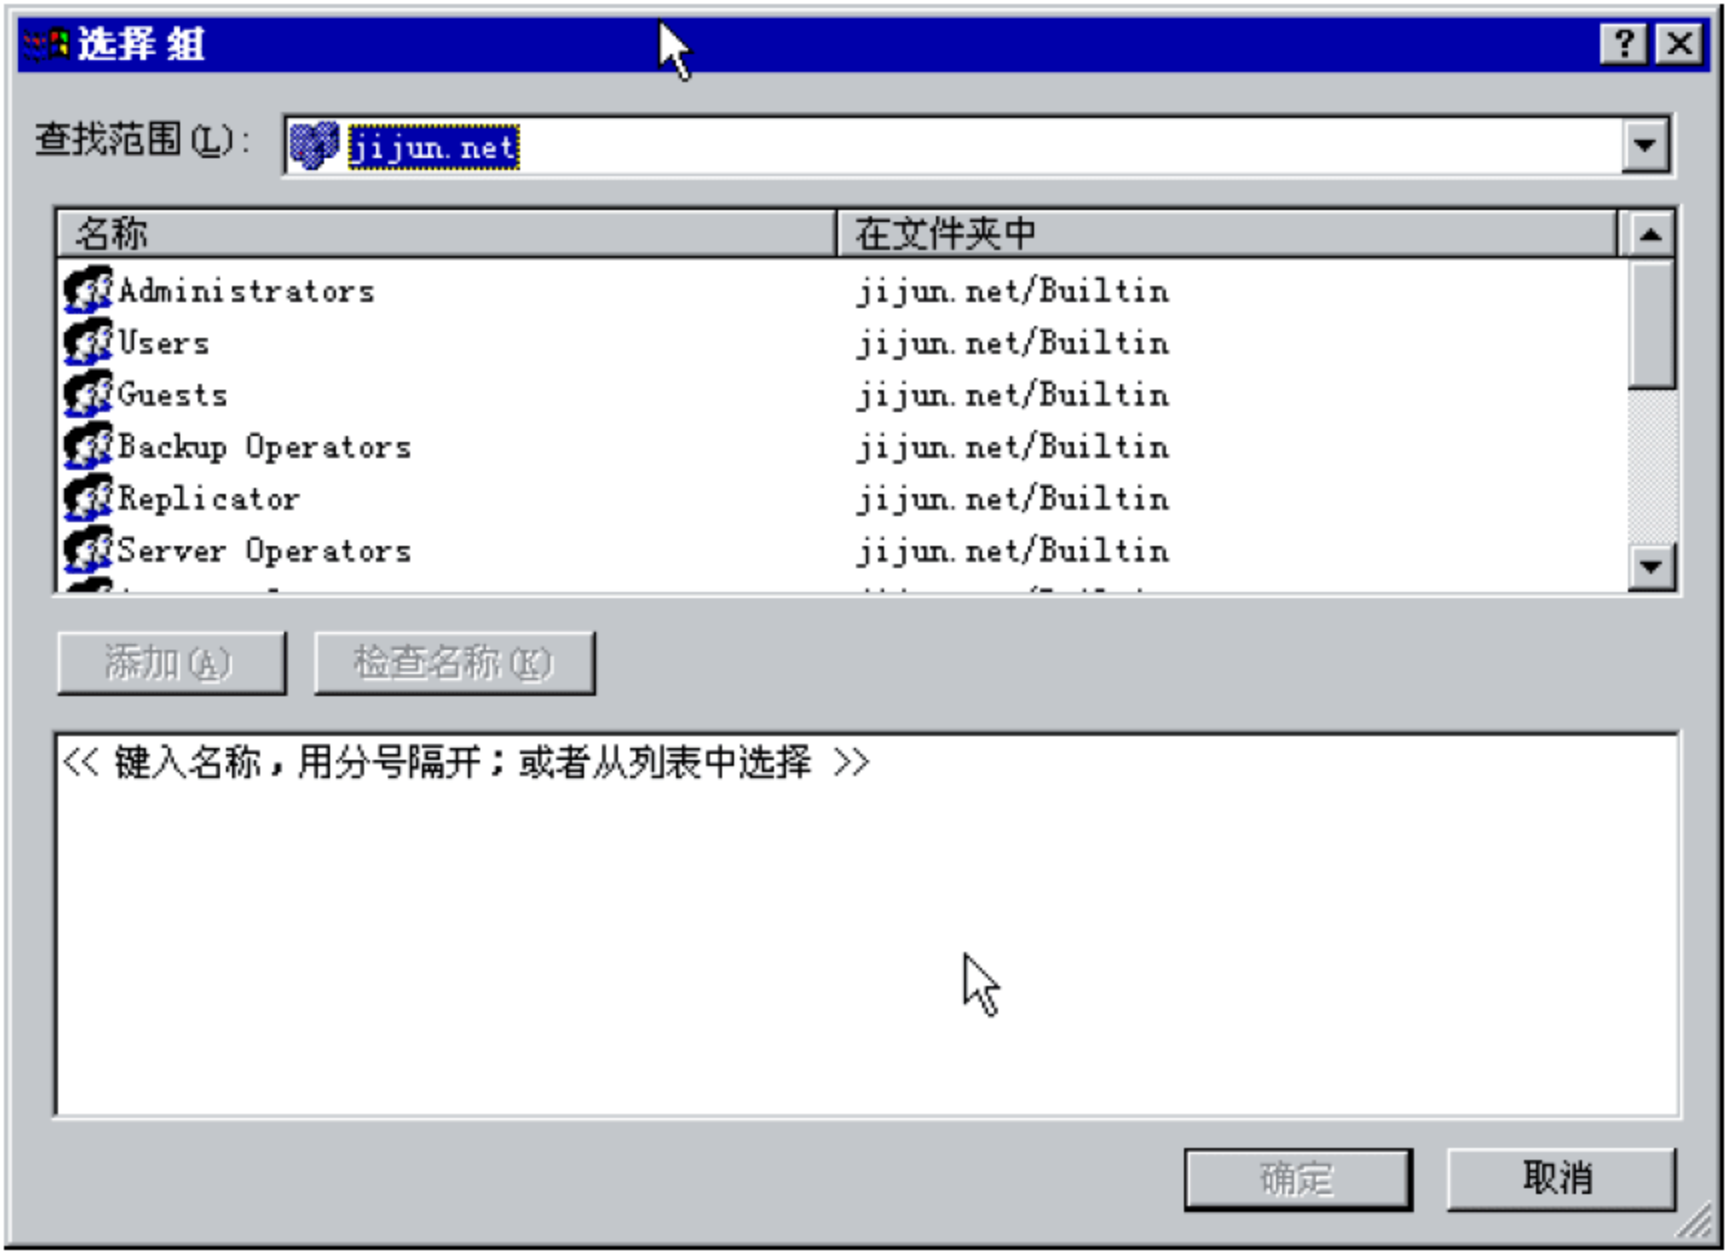 选择 组
查找范围(L): jijun.net
名称 在文件夹中
Administrators jijun.net/Builtin
Users jijun.net/Builtin
Guests jijun.net/Builtin
Backup Operators jijun.net/Builtin
Replicator jijun.net/Builtin
Server Operators jijun.net/Builtin
添加(A) 检查名称(K)
<< 键入名称，用分号隔开；或者从列表中选择 >>
确定 取消